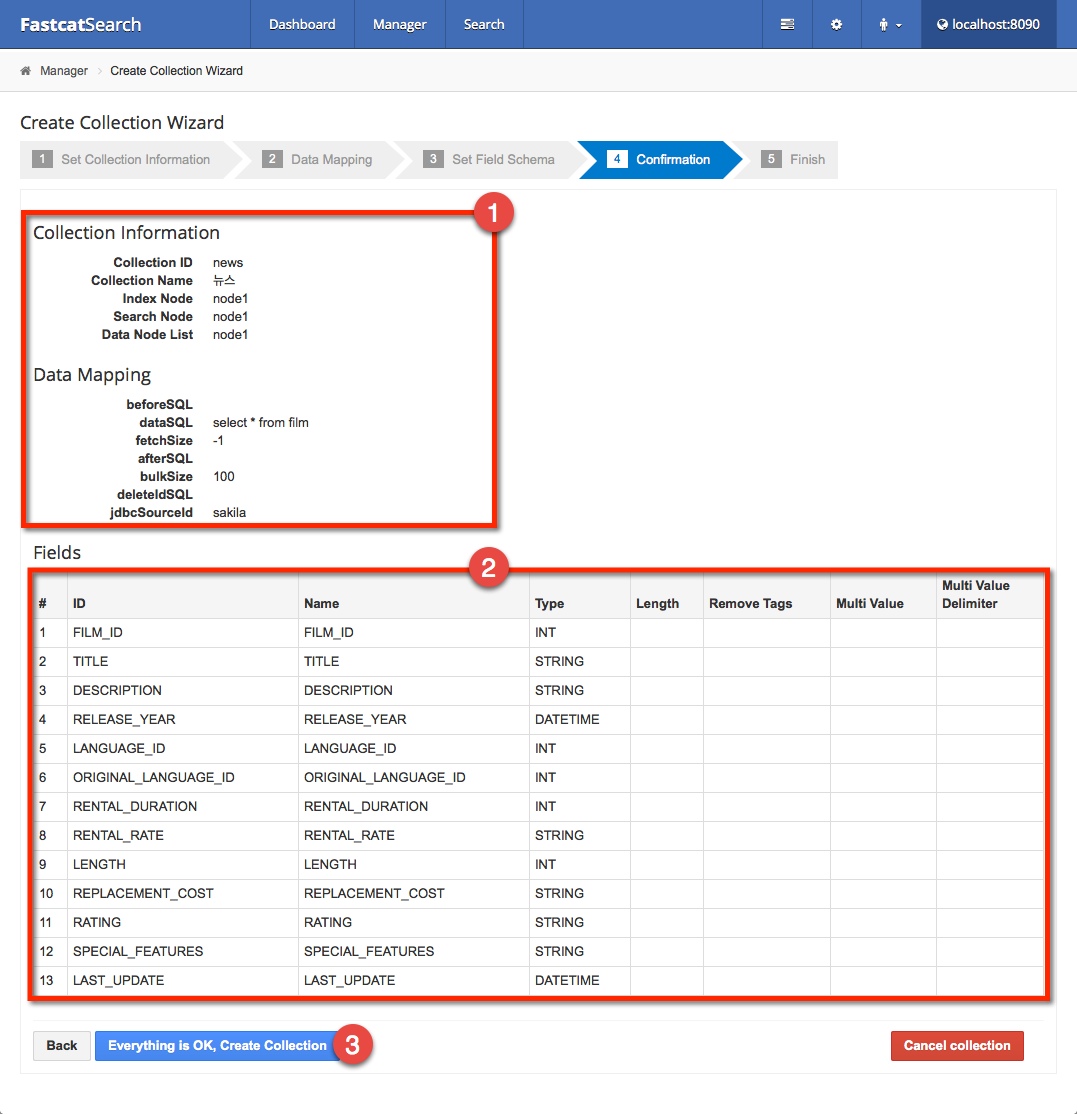 FastcatSearch Dashboard Manager Search localhost:8090
Manager Create Collection Wizard
Create Collection Wizard
1 Set Collection Information 2 Data Mapping 3 Set Field Schema 4 Confirmation 5 Finish
1
Collection Information
Collection ID news
Collection Name 뉴스
Index Node node1
Search Node node1
Data Node List node1
Data Mapping
beforeSQL
dataSQL select * from film
fetchSize -1
afterSQL
bulkSize 100
deleteIdSQL
jdbcSourceId sakila
Fields
2
# ID Name Type Length Remove Tags Multi Value Multi Value Delimiter
1 FILM_ID FILM_ID INT
2 TITLE TITLE STRING
3 DESCRIPTION DESCRIPTION STRING
4 RELEASE_YEAR RELEASE_YEAR DATETIME
5 LANGUAGE_ID LANGUAGE_ID INT
6 ORIGINAL_LANGUAGE_ID ORIGINAL_LANGUAGE_ID INT
7 RENTAL_DURATION RENTAL_DURATION INT
8 RENTAL_RATE RENTAL_RATE STRING
9 LENGTH LENGTH INT
10 REPLACEMENT_COST REPLACEMENT_COST STRING
11 RATING RATING STRING
12 SPECIAL_FEATURES SPECIAL_FEATURES STRING
13 LAST_UPDATE LAST_UPDATE DATETIME
Back Everything is OK, Create Collection 3 Cancel collection